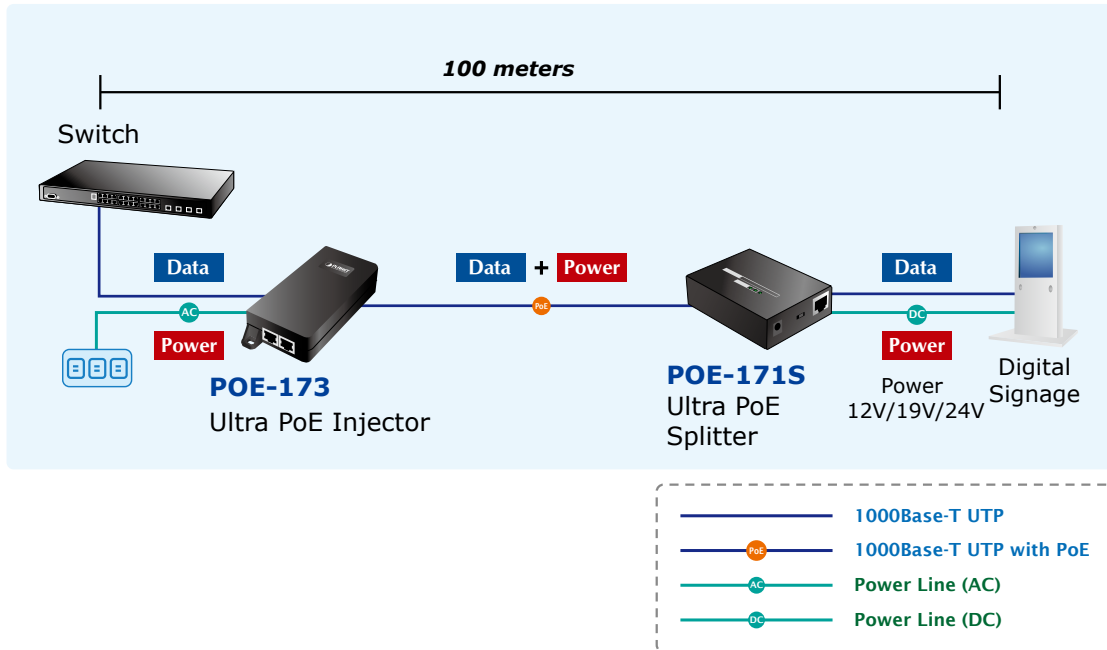 100 meters
Switch
Data
Data + Power
Data
AC
PoE
DC
Power
Power
PLANET
POE-173
Ultra PoE Injector
POE-171S
Ultra PoE
Splitter
Power
12V/19V/24V
Digital
Signage
1000Base-T UTP
PoE
1000Base-T UTP with PoE
AC
Power Line (AC)
DC
Power Line (DC)